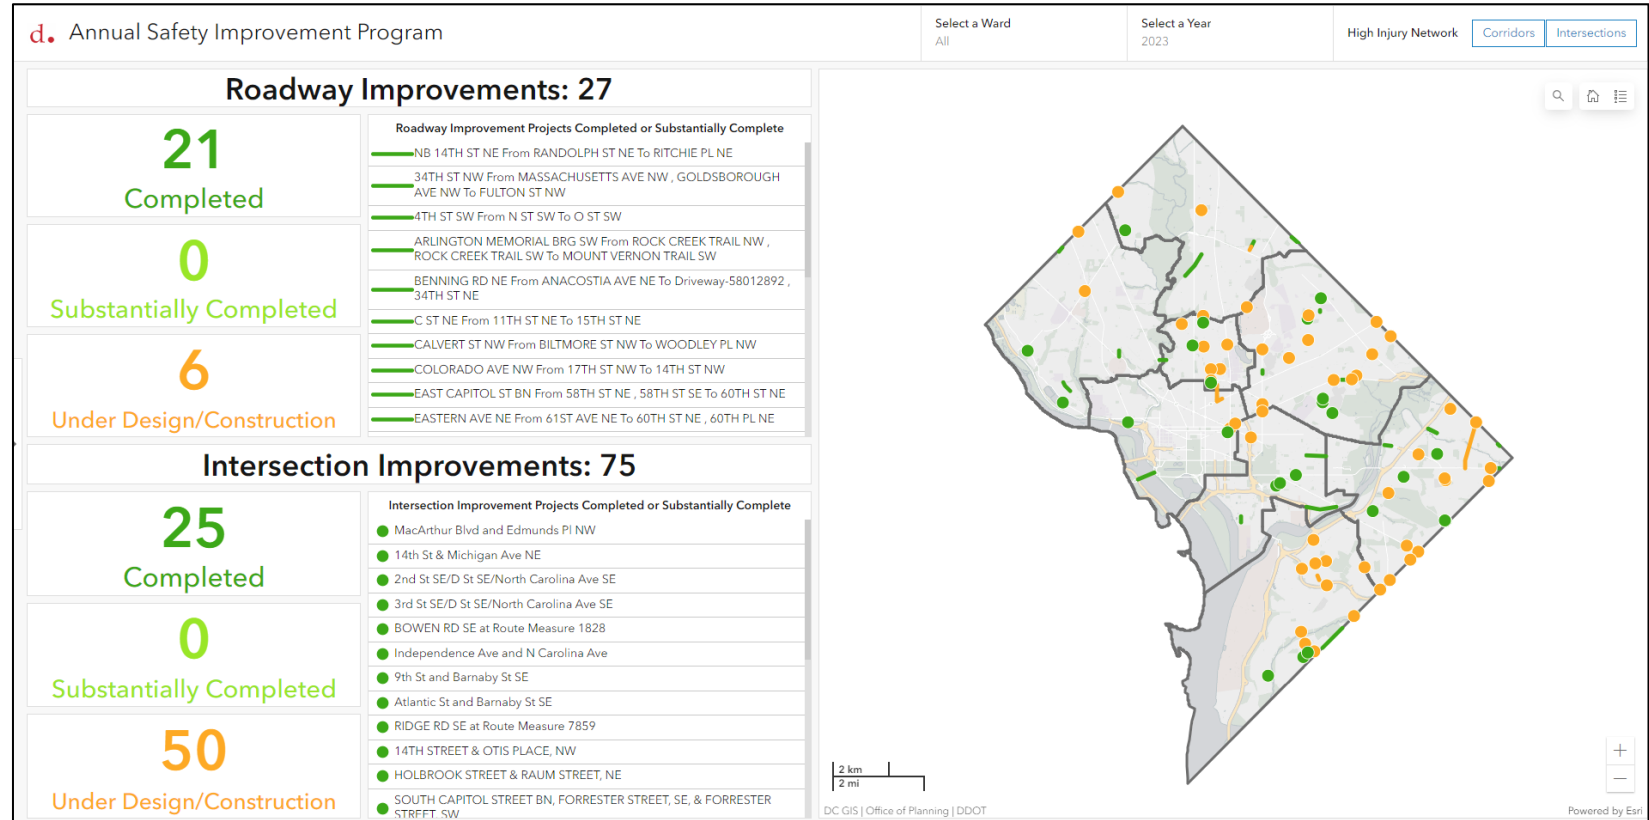 d. Annual Safety Improvement Program
Select a Ward
All
Select a Year
2023
High Injury Network
Corridors
Intersections
Roadway Improvements: 27
21
Completed
0
Substantially Completed
6
Under Design/Construction
Roadway Improvement Projects Completed or Substantially Complete
NB 14TH ST NE From RANDOLPH ST NE To RITCHIE PL NE
34TH ST NW From MASSACHUSETTS AVE NW , GOLDSBOROUGH
AVE NW To FULTON ST NW
4TH ST SW From N ST SW To O ST SW
ARLINGTON MEMORIAL BRG SW From ROCK CREEK TRAIL NW ,
ROCK CREEK TRAIL SW To MOUNT VERNON TRAIL SW
BENNING RD NE From ANACOSTIA AVE NE To Driveway-58012892 ,
34TH ST NE
C ST NE From 11TH ST NE To 15TH ST NE
CALVERT ST NW From BILTMORE ST NW To WOODLEY PL NW
COLORADO AVE NW From 17TH ST NW To 14TH ST NW
EAST CAPITOL ST BN From 58TH ST NE , 58TH ST SE To 60TH ST NE
EASTERN AVE NE From 61ST AVE NE To 60TH ST NE , 60TH PL NE
Intersection Improvements: 75
25
Completed
0
Substantially Completed
50
Under Design/Construction
Intersection Improvement Projects Completed or Substantially Complete
MacArthur Blvd and Edmunds Pl NW
14th St & Michigan Ave NE
2nd St SE/D St SE/North Carolina Ave SE
3rd St SE/D St SE/North Carolina Ave SE
BOWEN RD SE at Route Measure 1828
Independence Ave and N Carolina Ave
9th St and Barnaby St SE
Atlantic St and Barnaby St SE
RIDGE RD SE at Route Measure 7859
14TH STREET & OTIS PLACE, NW
HOLBROOK STREET & RAUM STREET, NE
SOUTH CAPITOL STREET BN, FORRESTER STREET, SE, & FORRESTER
STREET, SW
2 km
2 mi
DC GIS | Office of Planning | DDOT
Powered by Esri